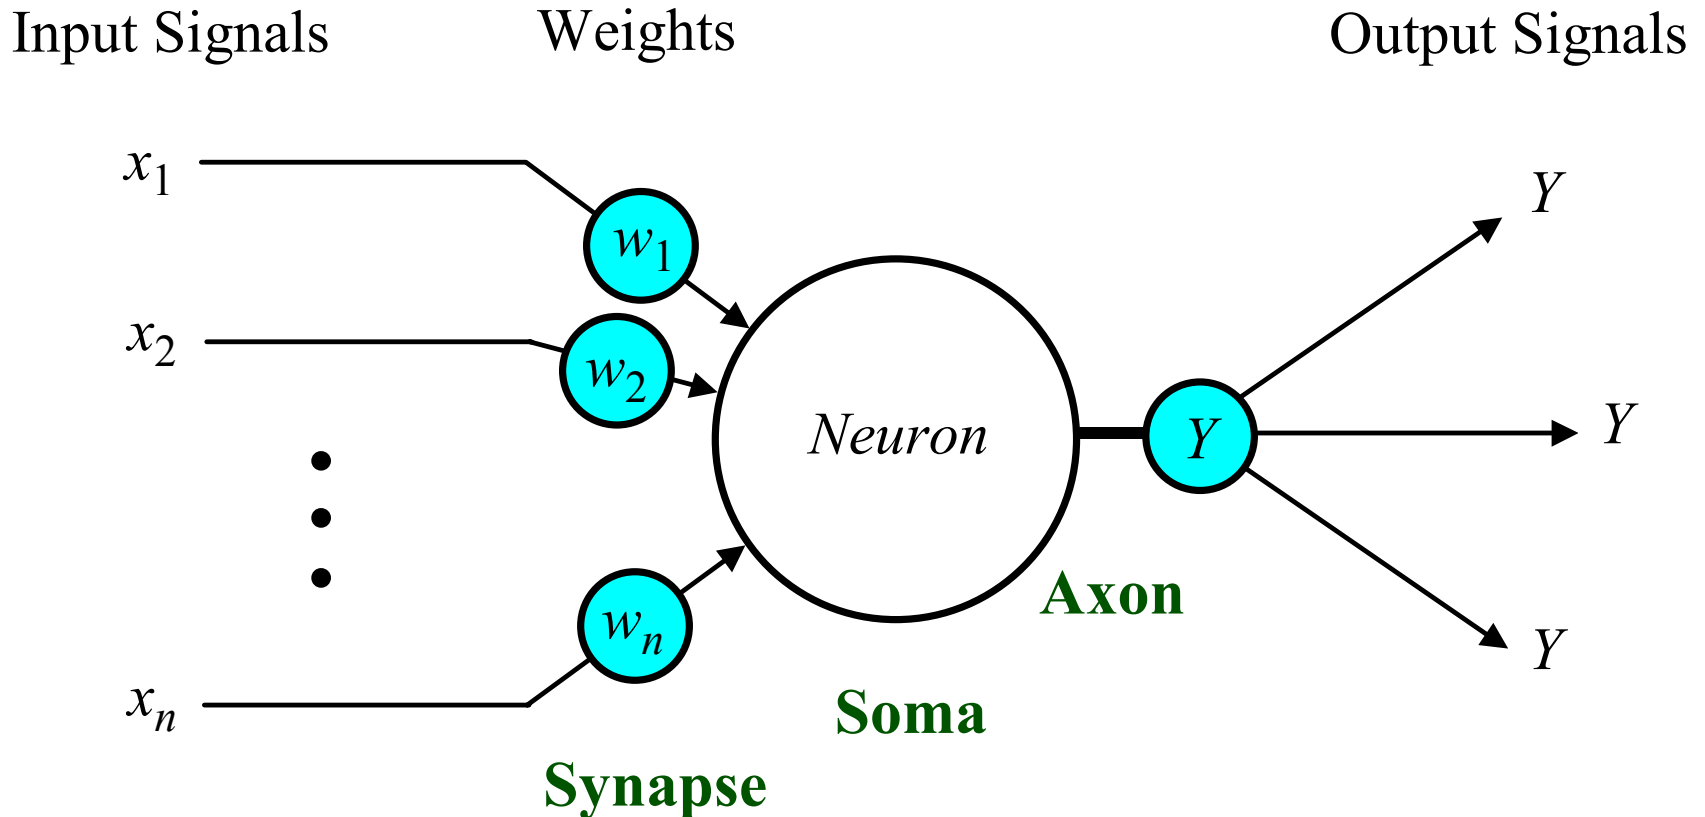 Input Signals Weights Output Signals
x1
w1
Y
x2
w2
Neuron
Y
Y
wn
Axon
Y
xn
Soma
Synapse